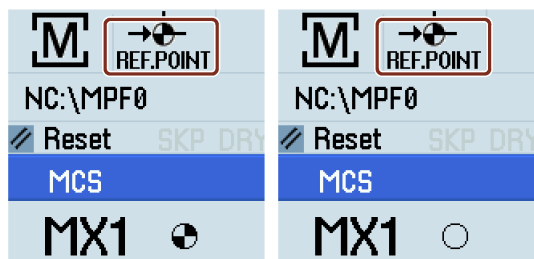 M REF.POINT
NC:\MPF0
Reset SKP DRY
MCS
MX1
M REF.POINT
NC:\MPF0
Reset SKP DRY
MCS
MX1